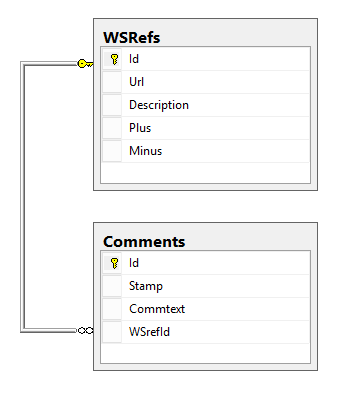 WSRefs
Id
Url
Description
Plus
Minus
Comments
Id
Stamp
Commtext
WSrefId